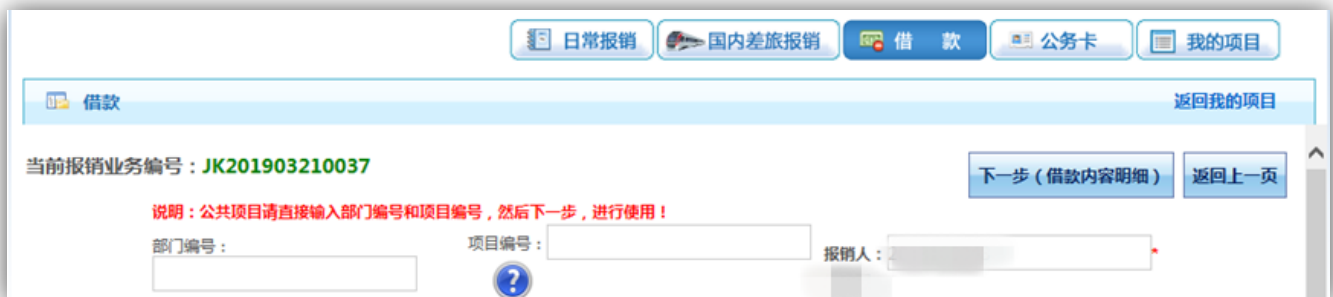 日常报销 国内差旅报销 借 款 公务卡 我的项目
借款 返回我的项目
当前报销业务编号：JK201903210037 下一步（借款内容明细） 返回上一页
说明：公共项目请直接输入部门编号和项目编号，然后下一步，进行使用！
部门编号： 项目编号： 报销人： *